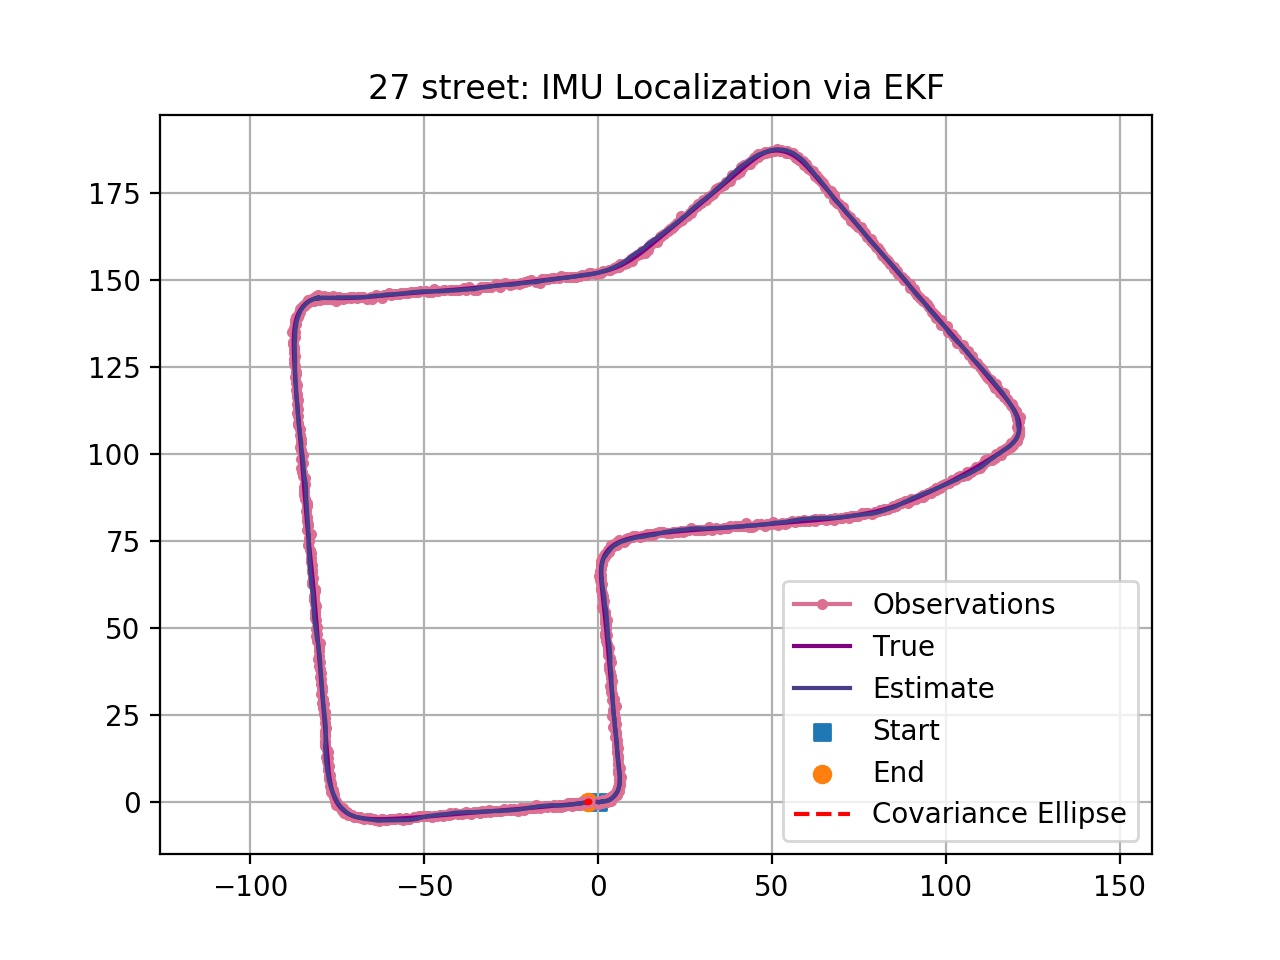 27 street: IMU Localization via EKF
175
150
125
100
75
50
25
0
Observations
True
Estimate
Start
End
Covariance Ellipse
−100
−50
0
50
100
150